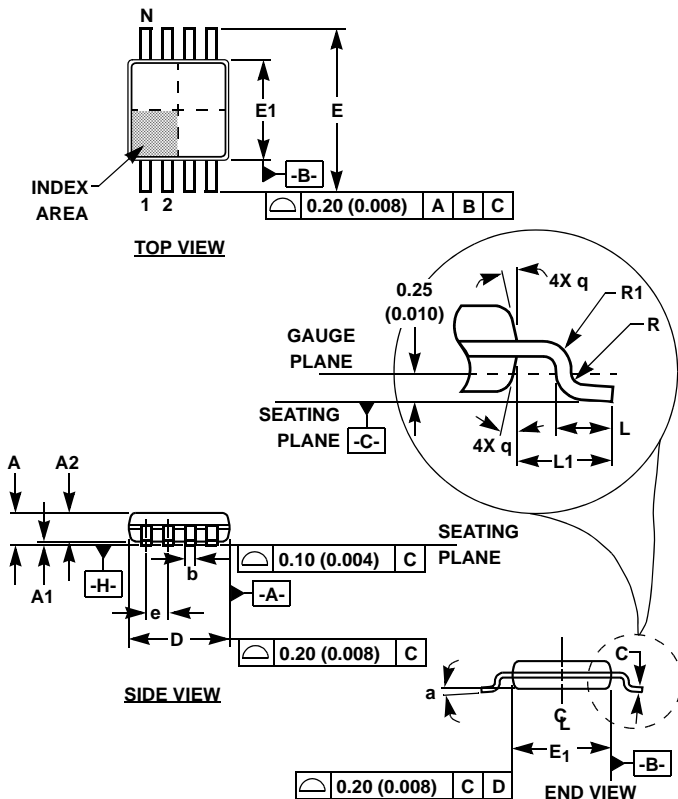 N
E1
E
-B-
INDEX
AREA
1 2
0.20 (0.008) A B C
TOP VIEW
4X q
0.25
(0.010)
R1
R
GAUGE
PLANE
SEATING
PLANE
-C-
4X q
L
L1
A
A2
SEATING
PLANE
0.10 (0.004) C
-H-
b
-A-
A1
e
D
0.20 (0.008) C
SIDE VIEW
C
a
CL
E1
-B-
0.20 (0.008) C D
END VIEW